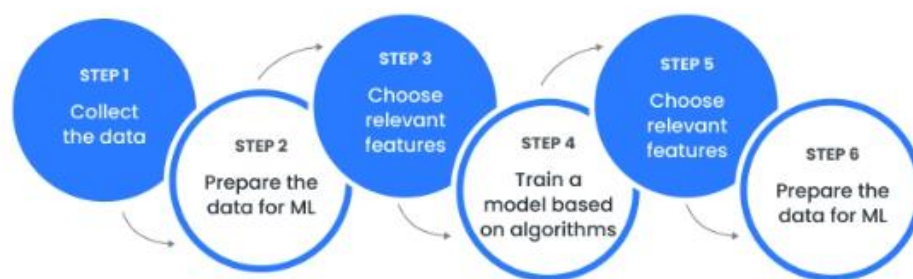 STEP 1
Collect
the data
STEP 2
Prepare the
data for ML
STEP 3
Choose
relevant
features
STEP 4
Train a
model based
on algorithms
STEP 5
Choose
relevant
features
STEP 6
Prepare the
data for ML